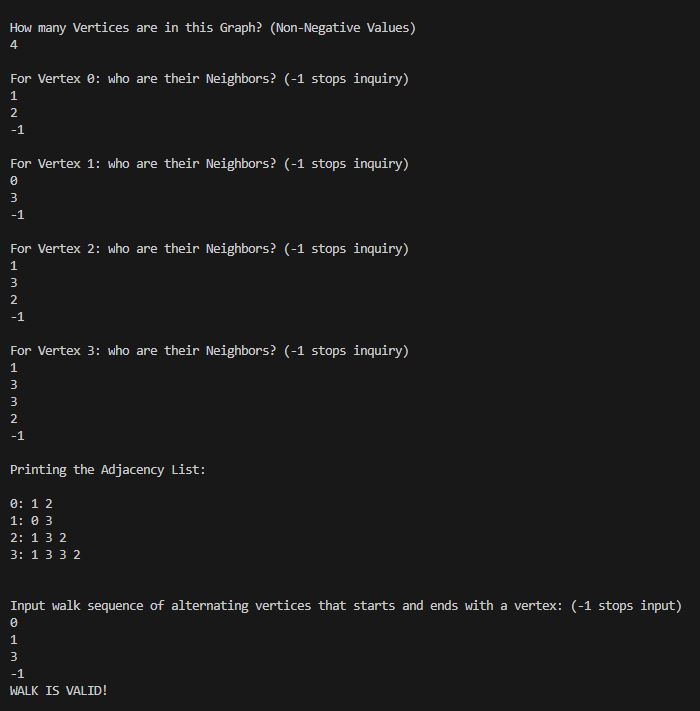 How many Vertices are in this Graph? (Non-Negative Values)
4
For Vertex 0: who are their Neighbors? (-1 stops inquiry)
1
2
-1
For Vertex 1: who are their Neighbors? (-1 stops inquiry)
0
3
-1
For Vertex 2: who are their Neighbors? (-1 stops inquiry)
1
3
2
-1
For Vertex 3: who are their Neighbors? (-1 stops inquiry)
1
3
3
2
-1
Printing the Adjacency List:
0: 1 2
1: 0 3
2: 1 3 2
3: 1 3 3 2
Input walk sequence of alternating vertices that starts and ends with a vertex: (-1 stops input)
0
1
3
-1
WALK IS VALID!